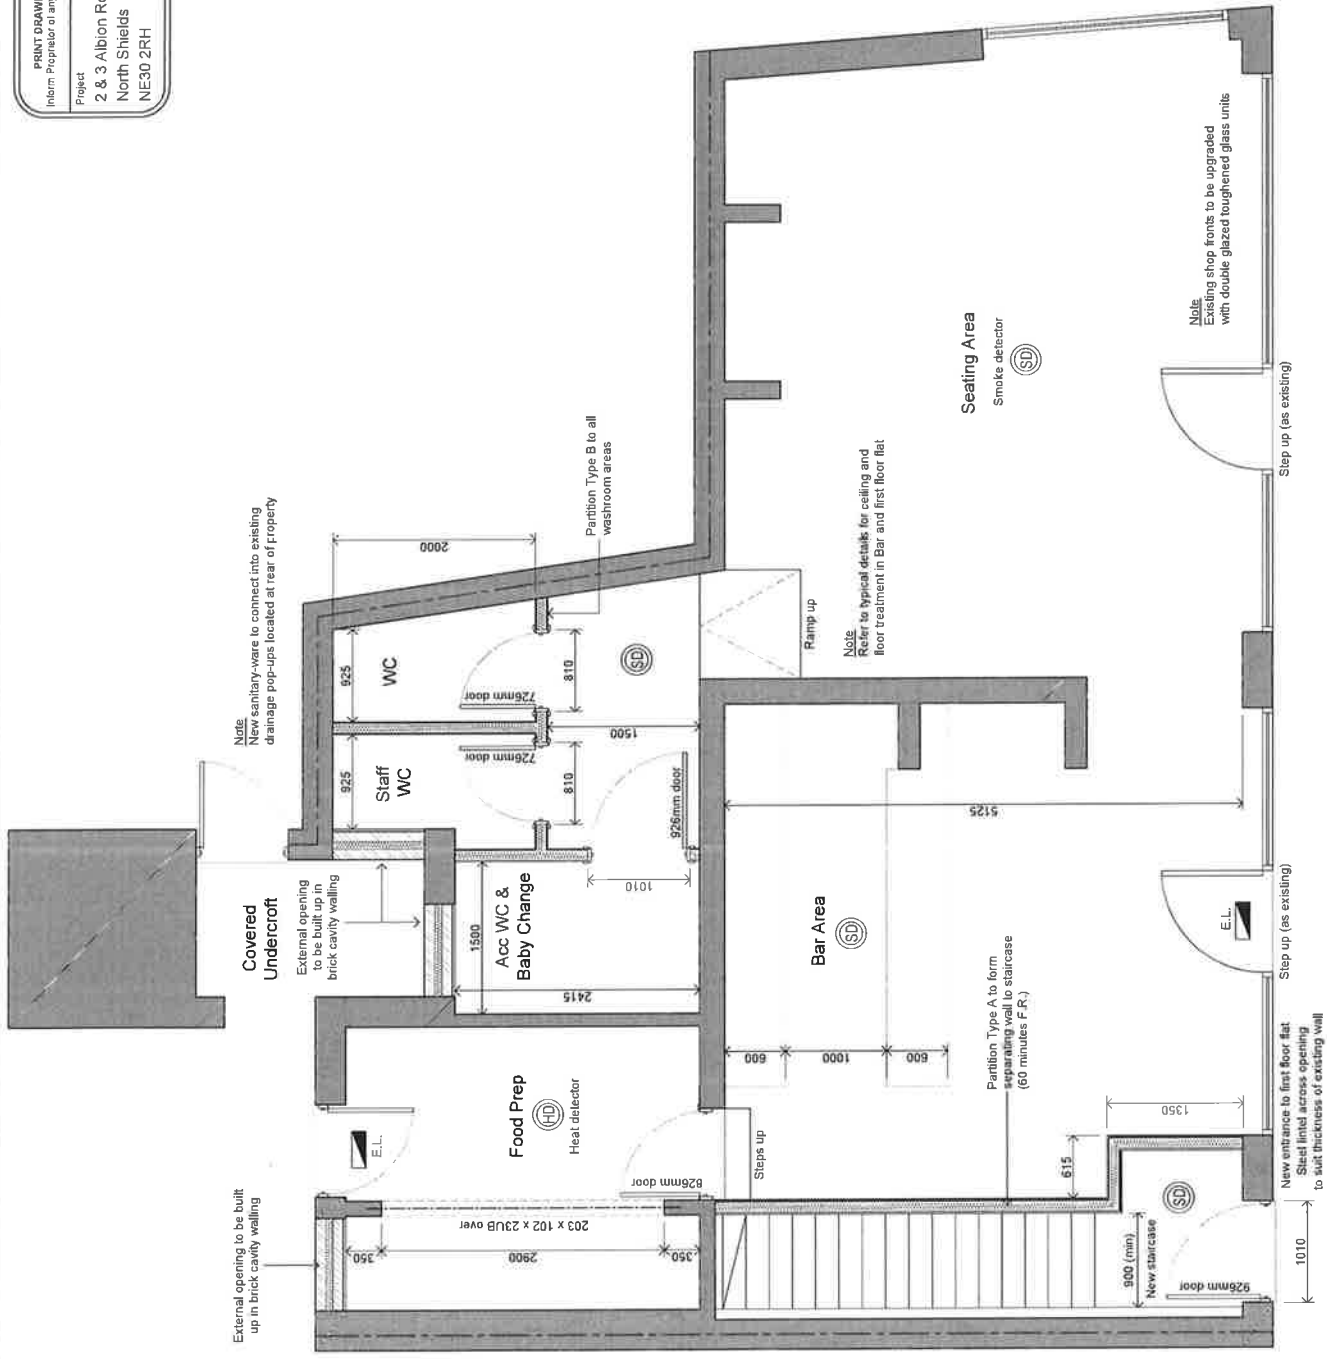 PRINT DRAWI
Inform Proprietor of any
Project
2 & 3 Albion Ro
North Shields
NE30 2RH
Note
New sanitary-ware to connect into existing
drainage pop-ups located at rear of property
Covered
Undercroft
External opening
to be built up in
brick cavity walling
External opening to be built
up in brick cavity walling
2000
925
WC
726mm door
810
925
Staff
WC
726mm door
810
1500
Partition Type B to all
washroom areas
926mm door
1010
1500
Acc WC &
Baby Change
2415
SD
E.L.
Food Prep
HD
Heat detector
826mm door
203 x 102 x 23UB over
350
2900
350
Steps up
Ramp up
Note
Refer to typical details for ceiling and
floor treatment in Bar and first floor flat
Seating Area
Smoke detector
SD
Note
Existing shop fronts to be upgraded
with double glazed toughened glass units
Bar Area
SD
5125
600
1000
600
Partition Type A to form
separating wall to staircase
(60 minutes F.R.)
1350
615
E.L.
SD
900 (min)
New staircase
926mm door
1010
Step up (as existing)
Step up (as existing)
New entrance to first floor flat
Steel lintel across opening
to suit thickness of existing wall